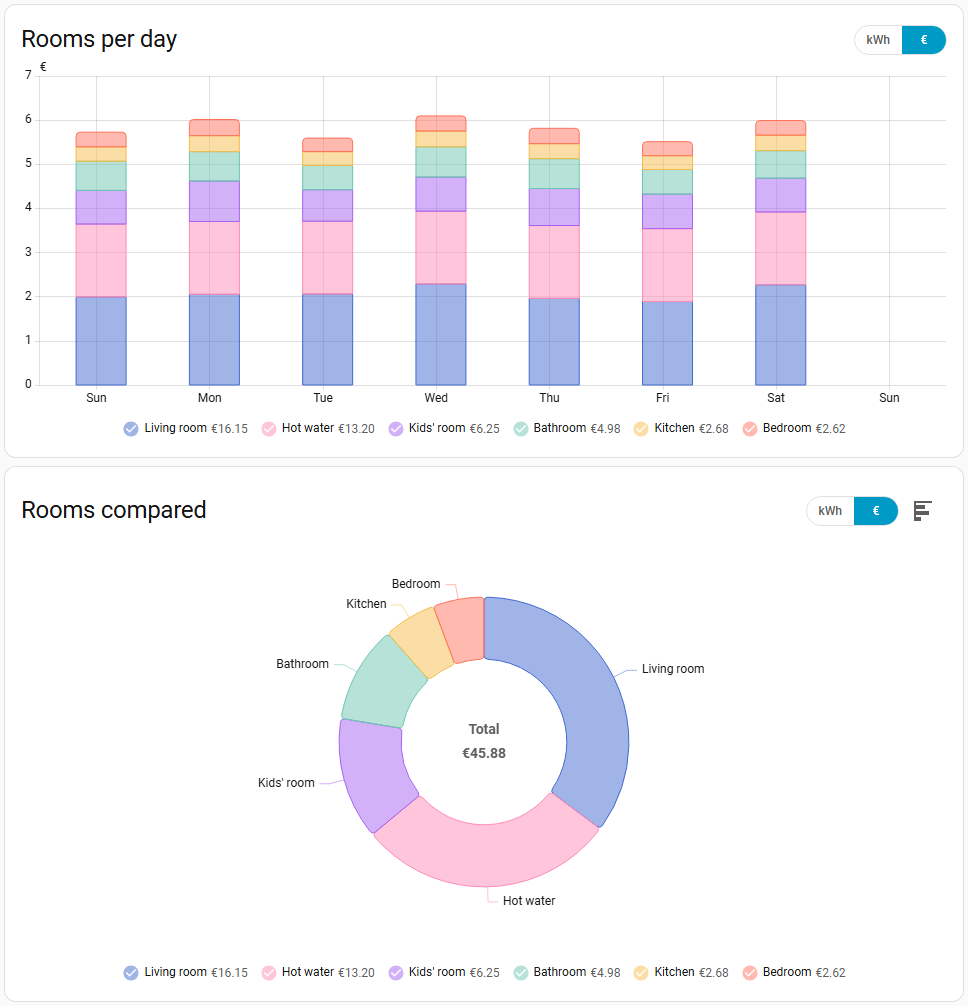 Rooms per day
kWh €
€
7
6
5
4
3
2
1
0
Sun Mon Tue Wed Thu Fri Sat Sun
Living room €16.15 Hot water €13.20 Kids' room €6.25 Bathroom €4.98 Kitchen €2.68 Bedroom €2.62
Rooms compared
kWh €
Bedroom
Kitchen
Bathroom
Living room
Total
€45.88
Kids' room
Hot water
Living room €16.15 Hot water €13.20 Kids' room €6.25 Bathroom €4.98 Kitchen €2.68 Bedroom €2.62